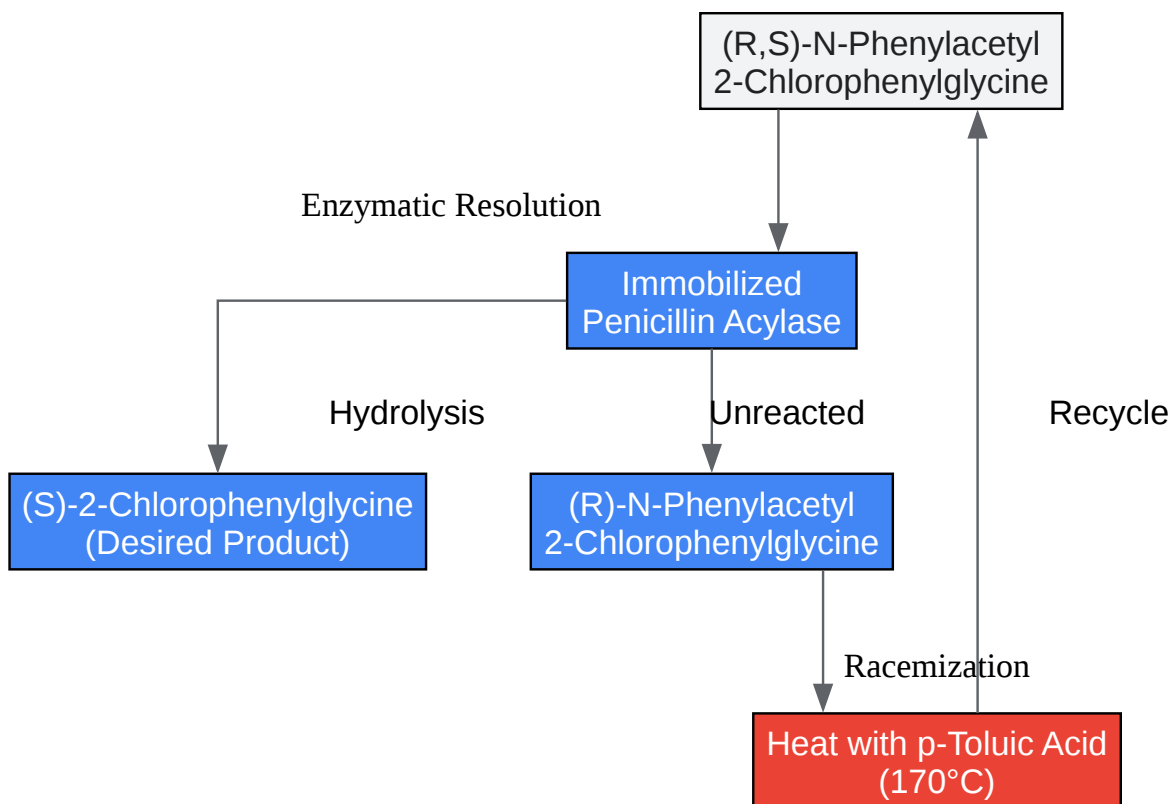 (R,S)-N-Phenylacetyl
2-Chlorophenylglycine
Enzymatic Resolution
Immobilized
Penicillin Acylase
Hydrolysis
Unreacted
Recycle
(S)-2-Chlorophenylglycine
(Desired Product)
(R)-N-Phenylacetyl
2-Chlorophenylglycine
Racemization
Heat with p-Toluic Acid
(170°C)